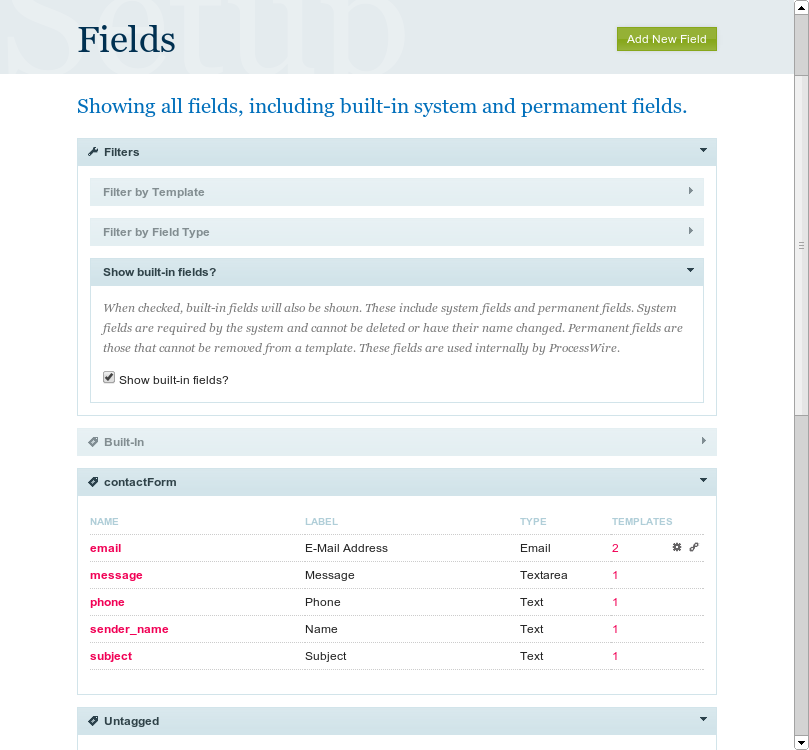 Setup
Fields
Add New Field
Showing all fields, including built-in system and permament fields.
Filters
Filter by Template
Filter by Field Type
Show built-in fields?
When checked, built-in fields will also be shown. These include system fields and permanent fields. System
fields are required by the system and cannot be deleted or have their name changed. Permanent fields are
those that cannot be removed from a template. These fields are used internally by ProcessWire.
Show built-in fields?
Built-In
contactForm
NAME LABEL TYPE TEMPLATES
email E-Mail Address Email 2
message Message Textarea 1
phone Phone Text 1
sender_name Name Text 1
subject Subject Text 1
Untagged